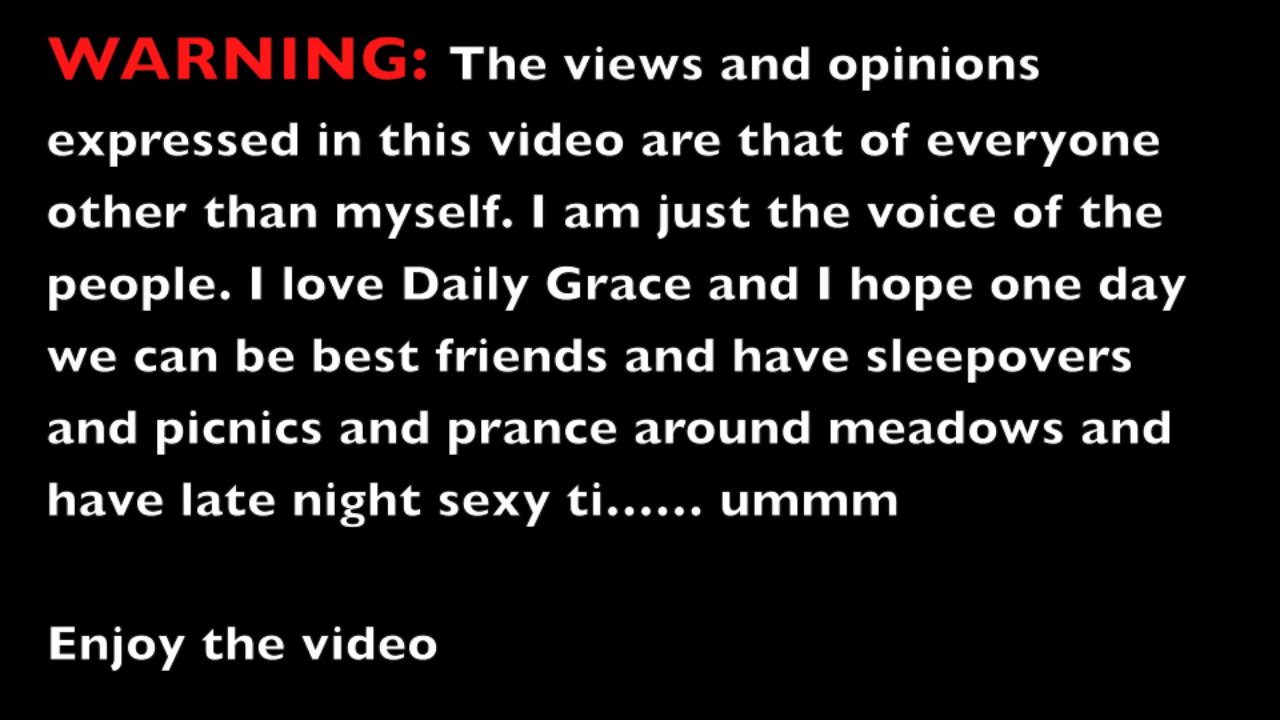 WARNING: The views and opinions
expressed in this video are that of everyone
other than myself. I am just the voice of the
people. I love Daily Grace and I hope one day
we can be best friends and have sleepovers
and picnics and prance around meadows and
have late night sexy ti...... ummm
Enjoy the video